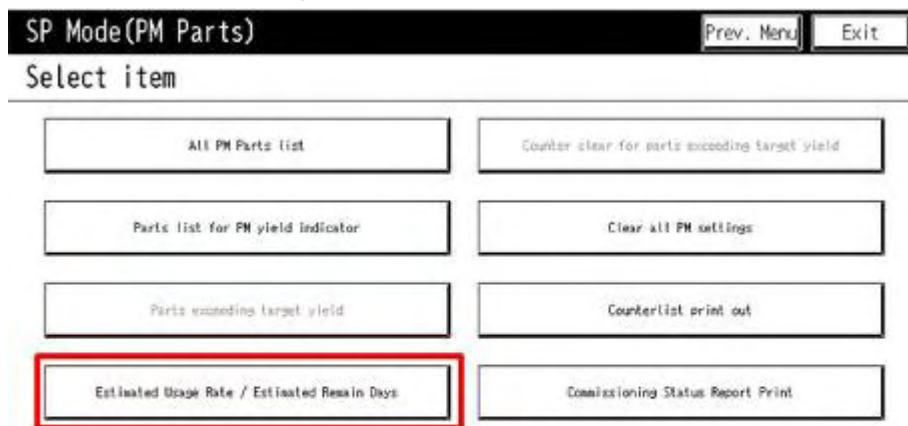 SP Mode(PM Parts)
Prev. Menu
Exit
Select item
All PM Parts list
Counter clear for parts exceeding target yield
Parts list for PM yield indicator
Clear all PM settings
Parts exceeding target yield
Counterlist print out
Estimated Usage Rate / Estimated Remain Days
Commissioning Status Report Print